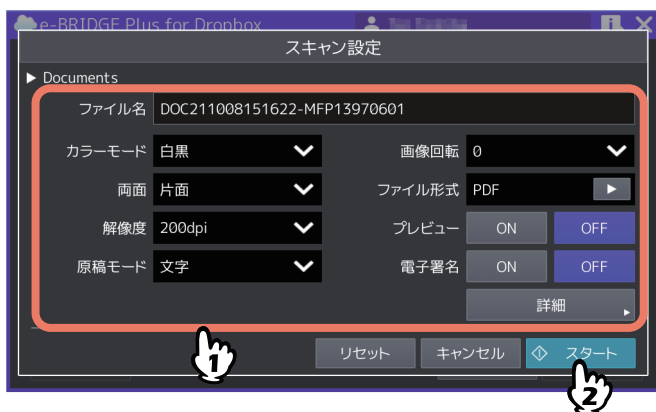 e-BRIDGE Plus for Dropbox
スキャン設定
▶ Documents
ファイル名 DOC211008151622-MFP13970601
カラーモード 白黒 画像回転 0
両面 片面 ファイル形式 PDF
解像度 200dpi プレビュー ON OFF
原稿モード 文字 電子署名 ON OFF
詳細
リセット キャンセル スタート
1
2